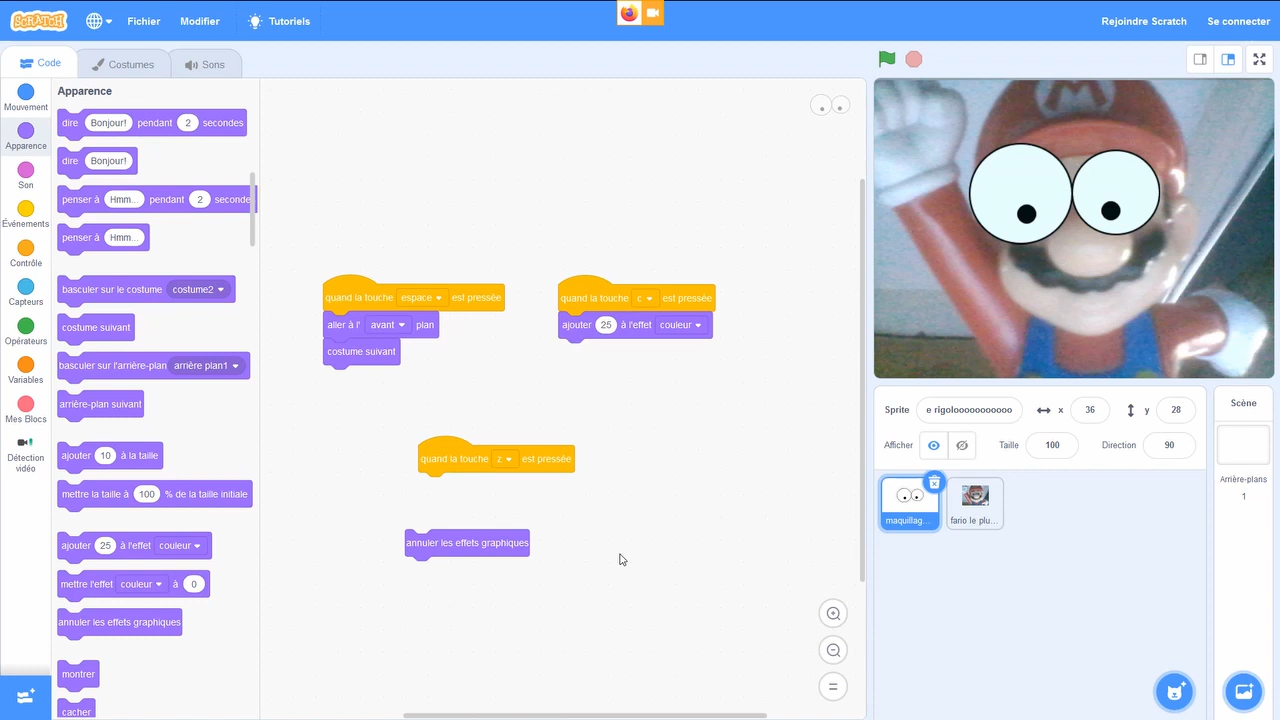 SCRATCH
Fichier
Modifier
Tutoriels
Rejoindre Scratch
Se connecter
Code
Costumes
Sons
Mouvement
Apparence
Son
Événements
Contrôle
Capteurs
Opérateurs
Variables
Mes Blocs
Détection
vidéo
Apparence
dire Bonjour! pendant 2 secondes
dire Bonjour!
penser à Hmm... pendant 2 seconde
penser à Hmm...
basculer sur le costume costume2
costume suivant
basculer sur l'arrière-plan arrière plan1
arrière-plan suivant
ajouter 10 à la taille
mettre la taille à 100 % de la taille initiale
ajouter 25 à l'effet couleur
mettre l'effet couleur à 0
annuler les effets graphiques
montrer
cacher
quand la touche espace est pressée
aller à l' avant plan
costume suivant
quand la touche c est pressée
ajouter 25 à l'effet couleur
quand la touche z est pressée
annuler les effets graphiques
M
Sprite e rigolooooooooooo x 36 y 28
Afficher Taille 100 Direction 90
maquillag...
fario le plu...
Scène
Arrière-plans
1